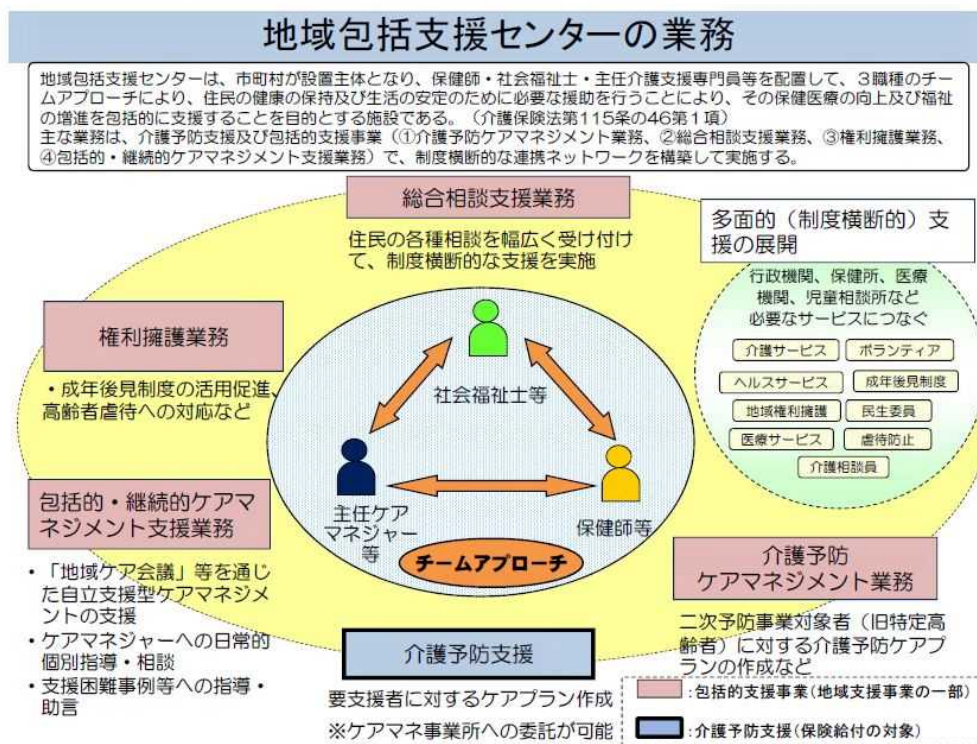 地域包括支援センターの業務
地域包括支援センターは、市町村が設置主体となり、保健師・社会福祉士・主任介護支援専門員等を配置して、３職種のチー
ムアプローチにより、住民の健康の保持及び生活の安定のために必要な援助を行うことにより、その保健医療の向上及び福祉
の増進を包括的に支援することを目的とする施設である。（介護保険法第115条の46第１項）
主な業務は、介護予防支援及び包括的支援事業（①介護予防ケアマネジメント業務、②総合相談支援業務、③権利擁護業務、
④包括的・継続的ケアマネジメント支援業務）で、制度横断的な連携ネットワークを構築して実施する。
総合相談支援業務
住民の各種相談を幅広く受け付け
て、制度横断的な支援を実施
多面的（制度横断的）支
援の展開
行政機関、保健所、医療
機関、児童相談所など
必要なサービスにつなぐ
介護サービス
ボランティア
ヘルスサービス
成年後見制度
地域権利擁護
民生委員
医療サービス
虐待防止
介護相談員
権利擁護業務
・成年後見制度の活用促進、
高齢者虐待への対応など
社会福祉士等
主任ケア
マネジャー
等
保健師等
チームアプローチ
包括的・継続的ケアマ
ネジメント支援業務
・「地域ケア会議」等を通じ
た自立支援型ケアマネジメ
ントの支援
・ケアマネジャーへの日常的
個別指導・相談
・支援困難事例等への指導・
助言
介護予防
ケアマネジメント業務
二次予防事業対象者（旧特定高
齢者）に対する介護予防ケアプ
ランの作成など
介護予防支援
要支援者に対するケアプラン作成
※ケアマネ事業所への委託が可能
：包括的支援事業（地域支援事業の一部）
：介護予防支援（保険給付の対象）